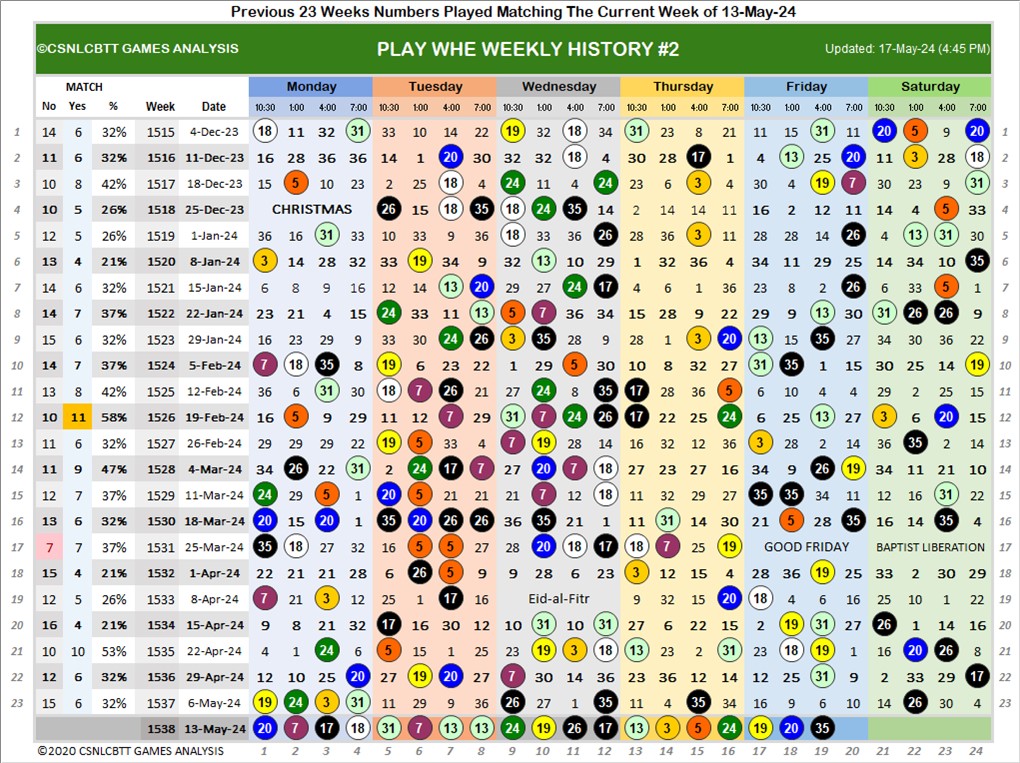 Previous 23 Weeks Numbers Played Matching The Current Week of 13-May-24
©CSNLCBTT GAMES ANALYSIS PLAY WHE WEEKLY HISTORY #2 Updated: 17-May-24 (4:45 PM)
MATCH Monday Tuesday Wednesday Thursday Friday Saturday
No Yes % Week Date 10:30 1:00 4:00 7:00 10:30 1:00 4:00 7:00 10:30 1:00 4:00 7:00 10:30 1:00 4:00 7:00 10:30 1:00 4:00 7:00 10:30 1:00 4:00 7:00
1 14 6 32% 1515 4-Dec-23 18 11 32 31 33 10 14 22 19 32 18 34 31 23 8 21 11 15 31 11 20 5 9 20 1
2 11 6 32% 1516 11-Dec-23 16 28 36 36 14 1 20 30 32 32 18 4 30 28 17 1 4 13 25 20 11 3 28 18 2
3 10 8 42% 1517 18-Dec-23 15 5 10 23 2 25 18 4 24 11 4 24 23 6 3 4 30 4 19 7 30 23 9 31 3
4 10 5 26% 1518 25-Dec-23 CHRISTMAS 26 15 18 35 18 24 35 14 2 14 14 11 16 2 12 11 14 4 5 33 4
5 12 5 26% 1519 1-Jan-24 36 16 31 33 10 33 9 36 18 33 36 26 28 36 3 11 28 28 14 26 4 13 31 30 5
6 13 4 21% 1520 8-Jan-24 3 14 28 32 33 19 34 9 32 13 10 29 1 32 36 4 34 11 29 25 14 34 10 35 6
7 14 6 32% 1521 15-Jan-24 6 8 9 16 12 14 13 20 29 11 24 17 4 6 1 36 23 2 8 26 6 33 5 1 7
8 14 7 37% 1522 22-Jan-24 23 21 4 15 24 33 11 13 5 7 36 34 15 28 9 22 29 9 13 30 31 26 26 9 8
9 15 6 32% 1523 29-Jan-24 16 23 29 9 33 30 24 26 3 35 28 9 28 1 3 20 13 15 35 27 34 30 36 22 9
10 14 7 37% 1524 5-Feb-24 7 18 35 8 19 6 23 22 1 29 5 30 10 8 32 27 31 35 1 15 30 25 14 19 10
11 13 8 42% 1525 12-Feb-24 30 6 31 9 18 7 26 21 27 24 8 35 17 11 36 5 6 10 4 4 29 2 25 15 11
12 10 11 58% 1526 19-Feb-24 16 5 9 29 11 12 7 29 31 7 24 26 17 22 25 24 6 25 13 27 3 6 20 15 12
13 11 6 32% 1527 26-Feb-24 29 29 29 22 19 5 33 4 7 19 28 14 16 32 12 36 3 28 2 14 32 35 2 14 13
14 11 9 47% 1528 4-Mar-24 34 26 22 31 2 24 17 7 27 20 7 18 27 23 27 16 34 9 26 19 34 11 21 10 14
15 12 7 37% 1529 11-Mar-24 24 29 5 1 20 5 21 21 21 7 12 18 11 32 29 27 35 35 34 11 12 16 31 22 15
16 13 6 32% 1530 18-Mar-24 20 15 20 1 35 20 26 26 36 35 21 1 11 31 14 30 21 5 28 35 16 14 35 4 16
17 7 7 37% 1531 25-Mar-24 35 18 27 32 16 5 5 27 28 20 18 17 18 7 25 19 GOOD FRIDAY BAPTIST LIBERATION 17
18 15 4 21% 1532 1-Apr-24 22 21 21 28 6 26 5 9 9 28 6 23 3 12 15 4 28 36 19 25 33 2 30 29 18
19 12 5 26% 1533 8-Apr-24 7 21 3 12 25 1 17 16 Eid-al-Fitr 9 32 15 20 18 4 6 16 25 10 1 22 19
20 16 4 21% 1534 15-Apr-24 9 8 21 32 17 16 30 12 10 31 10 31 27 6 22 15 2 19 31 27 26 1 14 16 20
21 10 10 53% 1535 22-Apr-24 4 1 24 6 5 15 1 25 23 19 3 18 13 23 2 31 23 18 19 1 16 20 26 8 21
22 12 6 32% 1536 29-Apr-24 12 10 25 20 27 19 20 27 7 30 14 36 23 36 12 14 12 25 31 9 2 33 29 17 22
23 15 6 32% 1537 6-May-24 19 24 3 31 11 29 9 36 26 27 1 35 11 4 35 34 16 9 6 10 14 26 30 4 23
1538 13-May-24 20 7 17 18 31 7 13 13 24 19 26 17 13 3 5 24 19 20 35
©2020 CSNLCBTT GAMES ANALYSIS 1 2 3 4 5 6 7 8 9 10 11 12 13 14 15 16 17 18 19 20 21 22 23 24